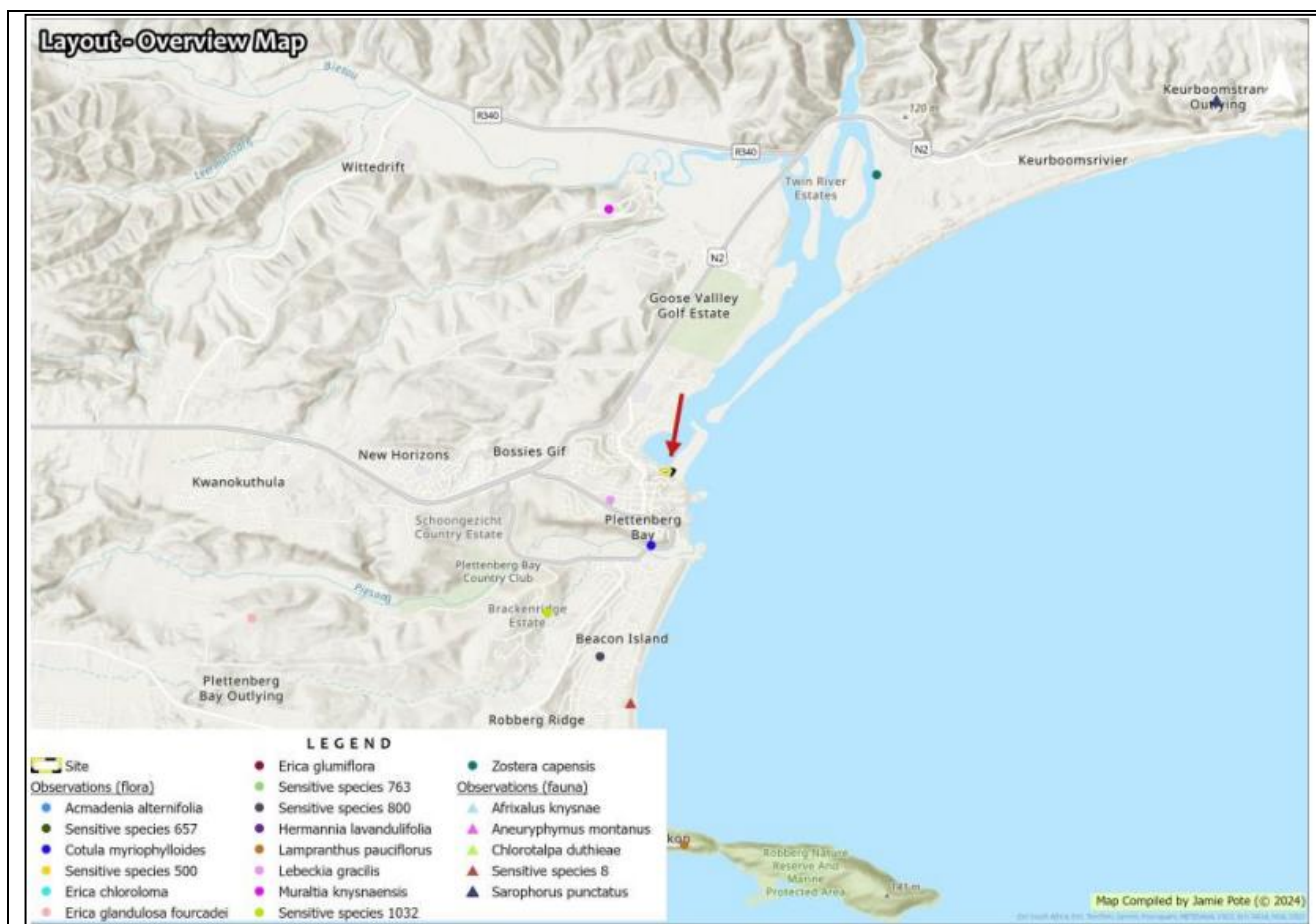 Layout - Overview Map
Bietou
Keurboomstran
Outlying
120 m
R340
R340
N2
Keurboomsrivier
Wittedrift
Twin River
Estates
N2
Goose Vallley
Golf Estate
New Horizons
Bossies Gif
Kwanokuthula
Schoongezicht
Country Estate
Plettenberg
Bay
Plettenberg Bay
Country Club
Piesang
Brackenridge
Estate
Beacon Island
Plettenberg
Bay Outlying
Robberg Ridge
LEGEND
Site
Observations (flora)
Acmadenia alternifolia
Sensitive species 657
Cotula myriophylloides
Sensitive species 500
Erica chloroloma
Erica glandulosa fourcadei
Erica glumiflora
Sensitive species 763
Sensitive species 800
Hermannia lavandulifolia
Lampranthus pauciflorus
Lebeckia gracilis
Muraltia knysnaensis
Sensitive species 1032
Zostera capensis
Observations (fauna)
Afrixalus knysnae
Aneuryphymus montanus
Chlorotalpa duthieae
Sensitive species 8
Sarophorus punctatus
kop
Robberg Nature
Reserve And
Marine
Protected Area
141 m
Map Compiled by Jamie Pote (© 2024)